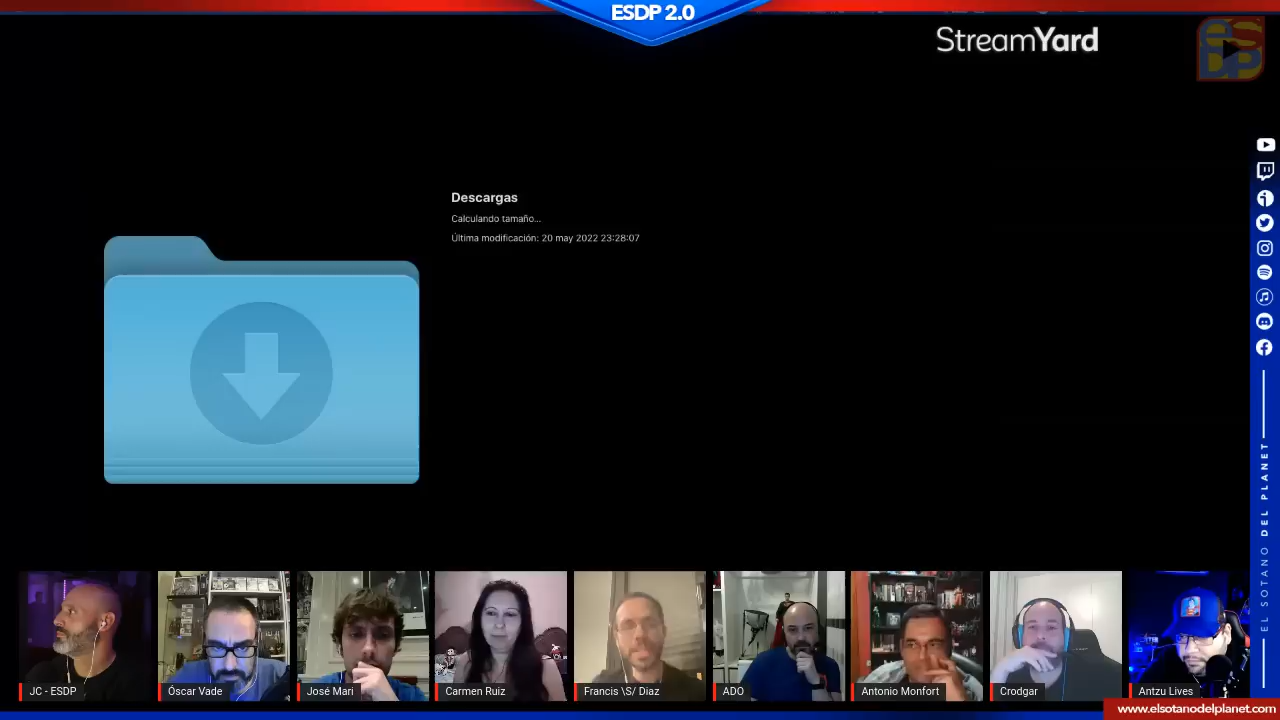 ESDP 2.0
StreamYard
ESDP
Descargas
Calculando tamaño...
Última modificación: 20 may 2022 23:28:07
EL SOTANO DEL PLANET
JC - ESDP
Óscar Vade
José Mari
Carmen Ruiz
Francis \S/ Diaz
ADO
Antonio Monfort
Crodgar
Antzu Lives
www.elsotanodelplanet.com